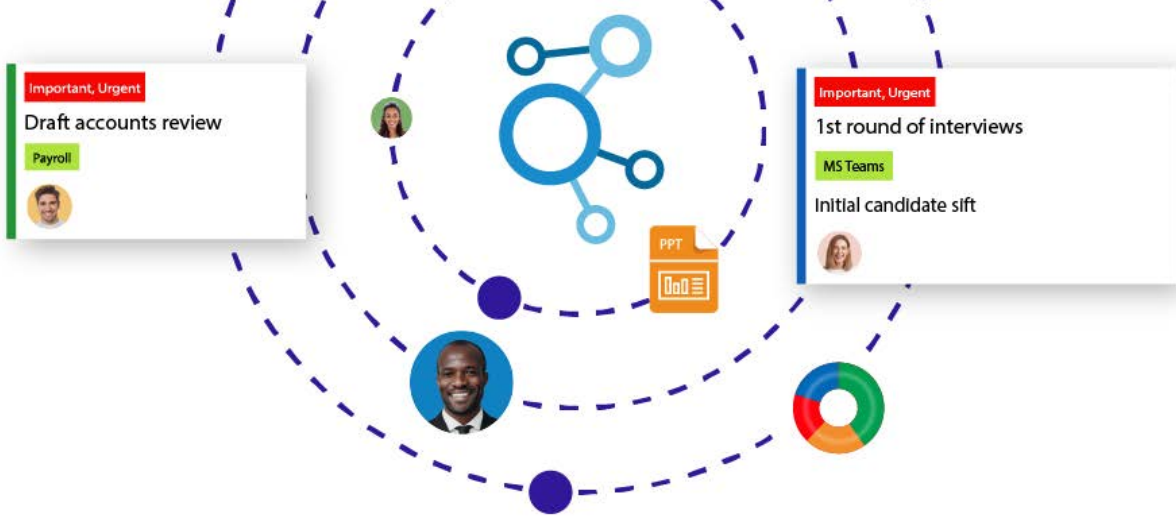 Important, Urgent
Draft accounts review
Payroll
PPT
Important, Urgent
1st round of interviews
MS Teams
Initial candidate sift